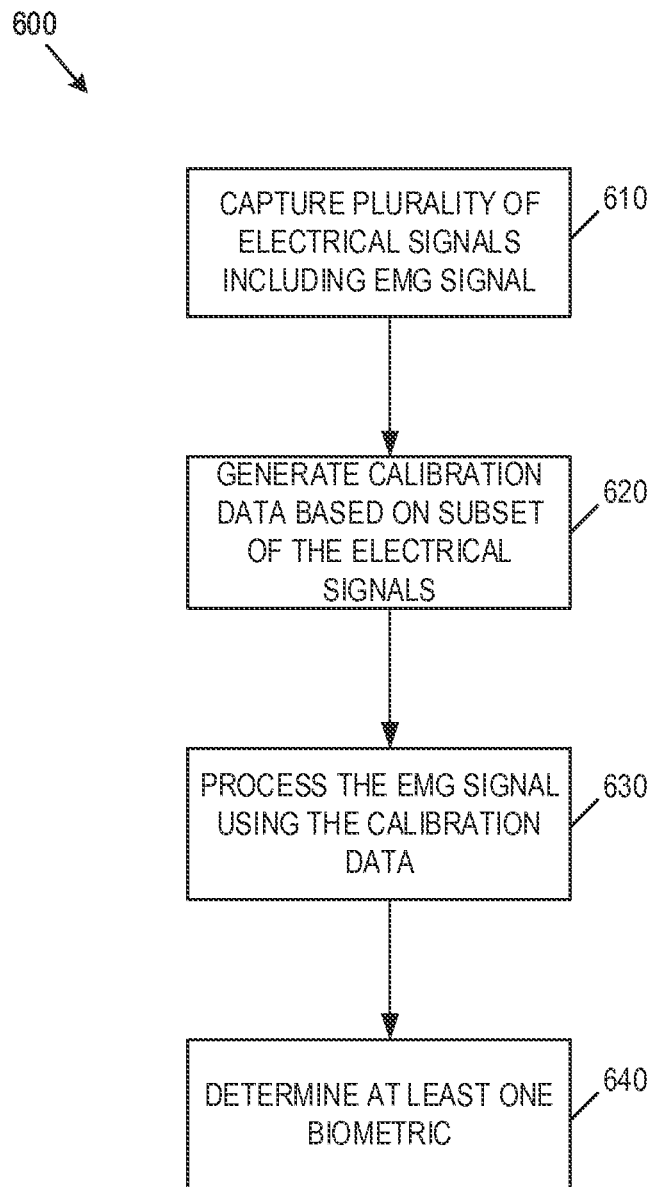 600
CAPTURE PLURALITY OF
ELECTRICAL SIGNALS
INCLUDING EMG SIGNAL
610
GENERATE CALIBRATION
DATA BASED ON SUBSET
OF THE ELECTRICAL
SIGNALS
620
PROCESS THE EMG SIGNAL
USING THE CALIBRATION
DATA
630
DETERMINE AT LEAST ONE
BIOMETRIC
640